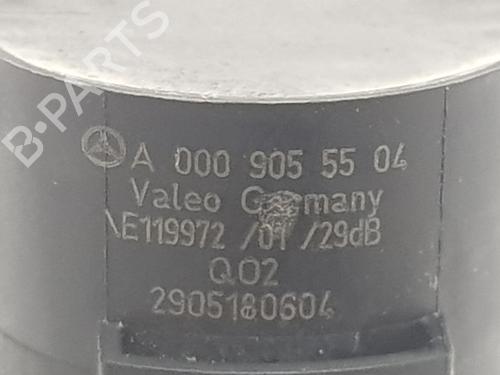 B-PARTS
A 000 905 55 04
Valeo Germany
E119972 /01 /29dB
Q02
2905180604